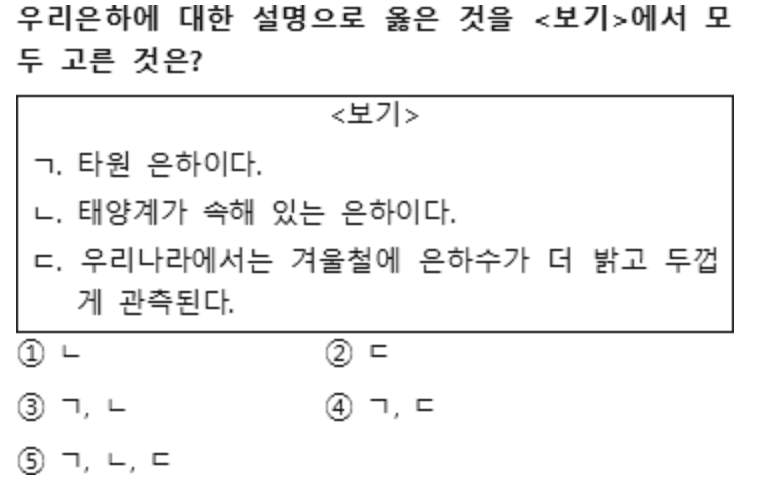 우리은하에 대한 설명으로 옳은 것을 <보기>에서 모
두 고른 것은?
<보기>
ㄱ. 타원 은하이다.
ㄴ. 태양계가 속해 있는 은하이다.
ㄷ. 우리나라에서는 겨울철에 은하수가 더 밝고 두껍
게 관측된다.
① ㄴ ② ㄷ
③ ㄱ, ㄴ ④ ㄱ, ㄷ
⑤ ㄱ, ㄴ, ㄷ